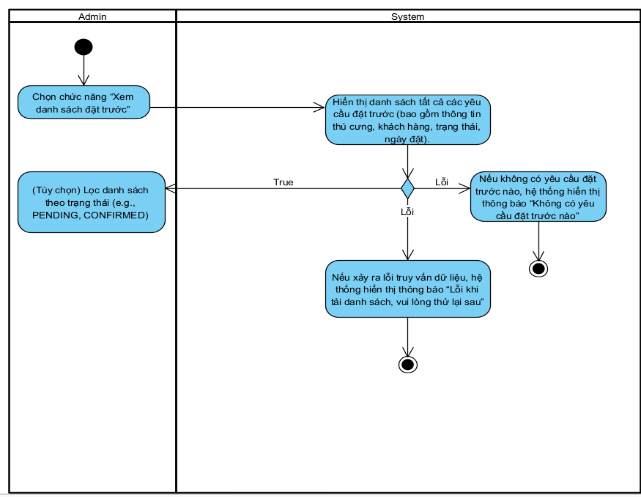 Admin
System
Chọn chức năng "Xem
danh sách đặt trước"
Hiển thị danh sách tất cả các yêu
cầu đặt trước (bao gồm thông tin
thú cưng, khách hàng, trạng thái,
ngày đặt).
True
Lỗi
Lỗi
(Tùy chọn) Lọc danh sách
theo trạng thái (e.g.,
PENDING, CONFIRMED)
Nếu không có yêu cầu đặt
trước nào, hệ thống hiển thị
thông báo "Không có yêu
cầu đặt trước nào"
Nếu xảy ra lỗi truy vấn dữ liệu, hệ
thống hiển thị thông báo "Lỗi khi
tải danh sách, vui lòng thử lại sau"